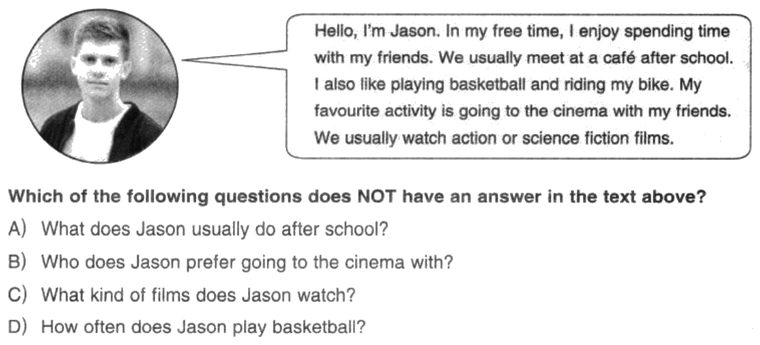 Hello, I'm Jason. In my free time, I enjoy spending time
with my friends. We usually meet at a café after school.
I also like playing basketball and riding my bike. My
favourite activity is going to the cinema with my friends.
We usually watch action or science fiction films.
Which of the following questions does NOT have an answer in the text above?
A) What does Jason usually do after school?
B) Who does Jason prefer going to the cinema with?
C) What kind of films does Jason watch?
D) How often does Jason play basketball?